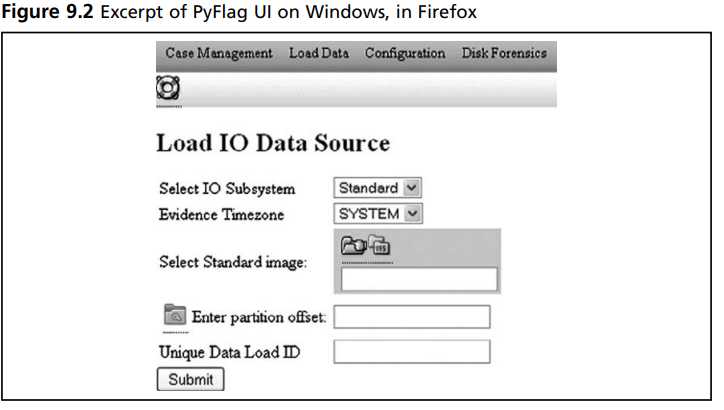 Figure 9.2 Excerpt of PyFlag UI on Windows, in Firefox
Case Management Load Data Configuration Disk Forensics
Load IO Data Source
Select IO Subsystem Standard
Evidence Timezone SYSTEM
Select Standard image:
Enter partition offset:
Unique Data Load ID
Submit